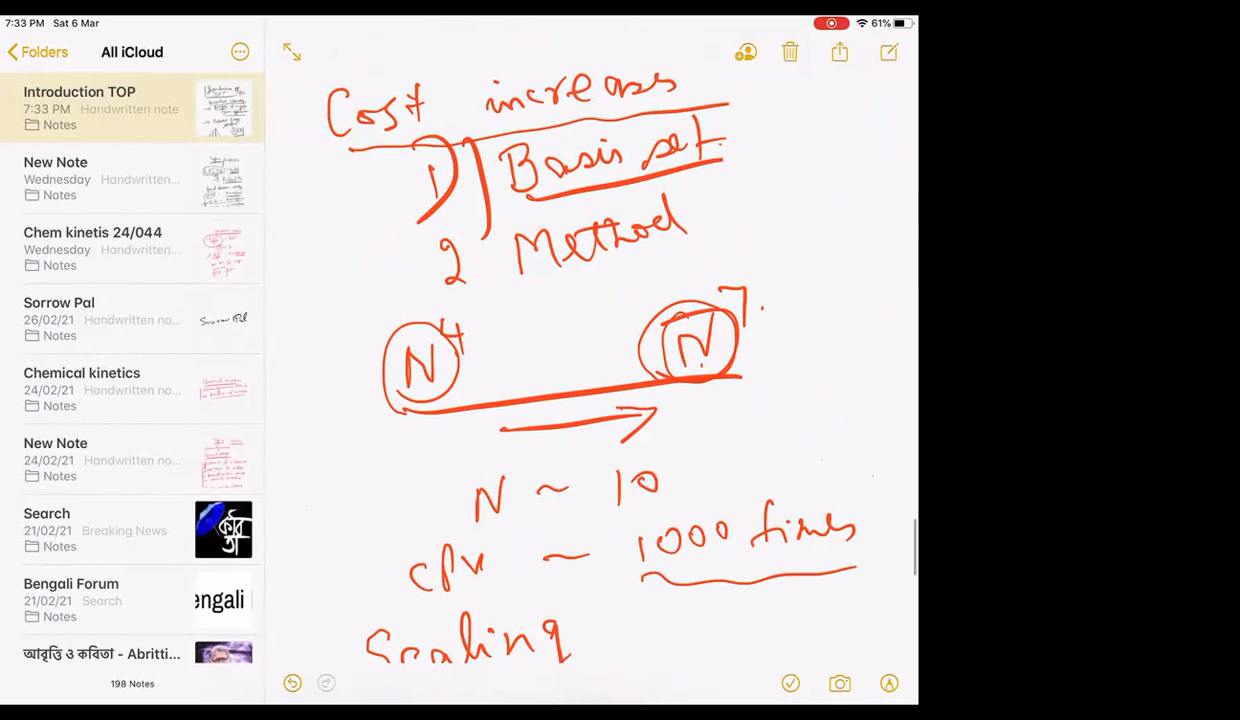 7:33 PM Sat 6 Mar
61%
Folders
All iCloud
Introduction TOP
7:33 PM Handwritten note
Notes
New Note
Wednesday Handwritten...
Notes
Chem kinetis 24/044
Wednesday Handwritten...
Notes
Sorrow Pal
26/02/21 Handwritten no...
Notes
Chemical kinetics
24/02/21 Handwritten no...
Notes
New Note
24/02/21 Handwritten no...
Notes
Search
21/02/21 Breaking News
Notes
Bengali Forum
21/02/21 Search
Notes
আবৃত্তি ও কবিতা - Abritti...
198 Notes
Cost increases
1) Basis set
2 Method
N⁴ N⁷
N ~ 10
CPU ~ 1000 times
Scaling